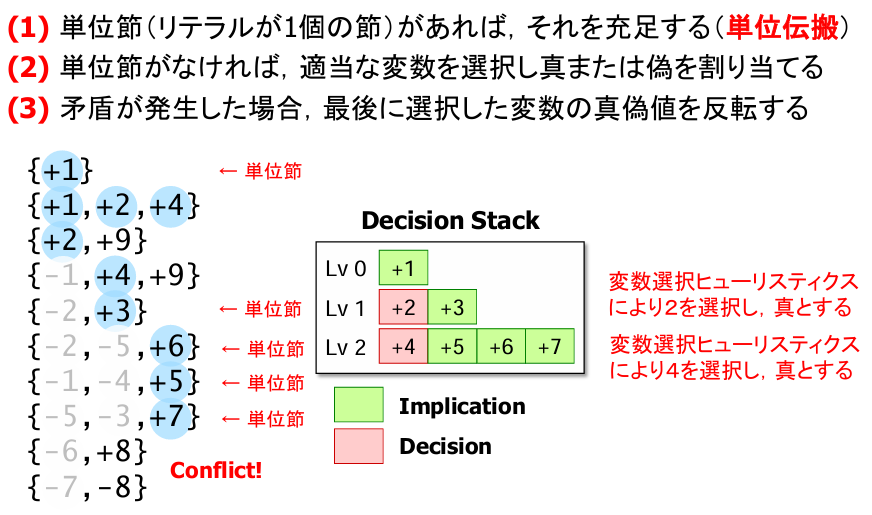 (1) 単位節（リテラルが1個の節）があれば，それを充足する（単位伝搬）
(2) 単位節がなければ，適当な変数を選択し真または偽を割り当てる
(3) 矛盾が発生した場合，最後に選択した変数の真偽値を反転する
{+1} ← 単位節
{+1,+2,+4}
{+2,+9}
{-1,+4,+9}
{-2,+3} ← 単位節
{-2,-5,+6} ← 単位節
{-1,-4,+5} ← 単位節
{-5,-3,+7} ← 単位節
{-6,+8}
{-7,-8}
Conflict!
Decision Stack
Lv 0 +1
Lv 1 +2 +3
Lv 2 +4 +5 +6 +7
Implication
Decision
変数選択ヒューリスティクス
により2を選択し，真とする
変数選択ヒューリスティクス
により4を選択し，真とする